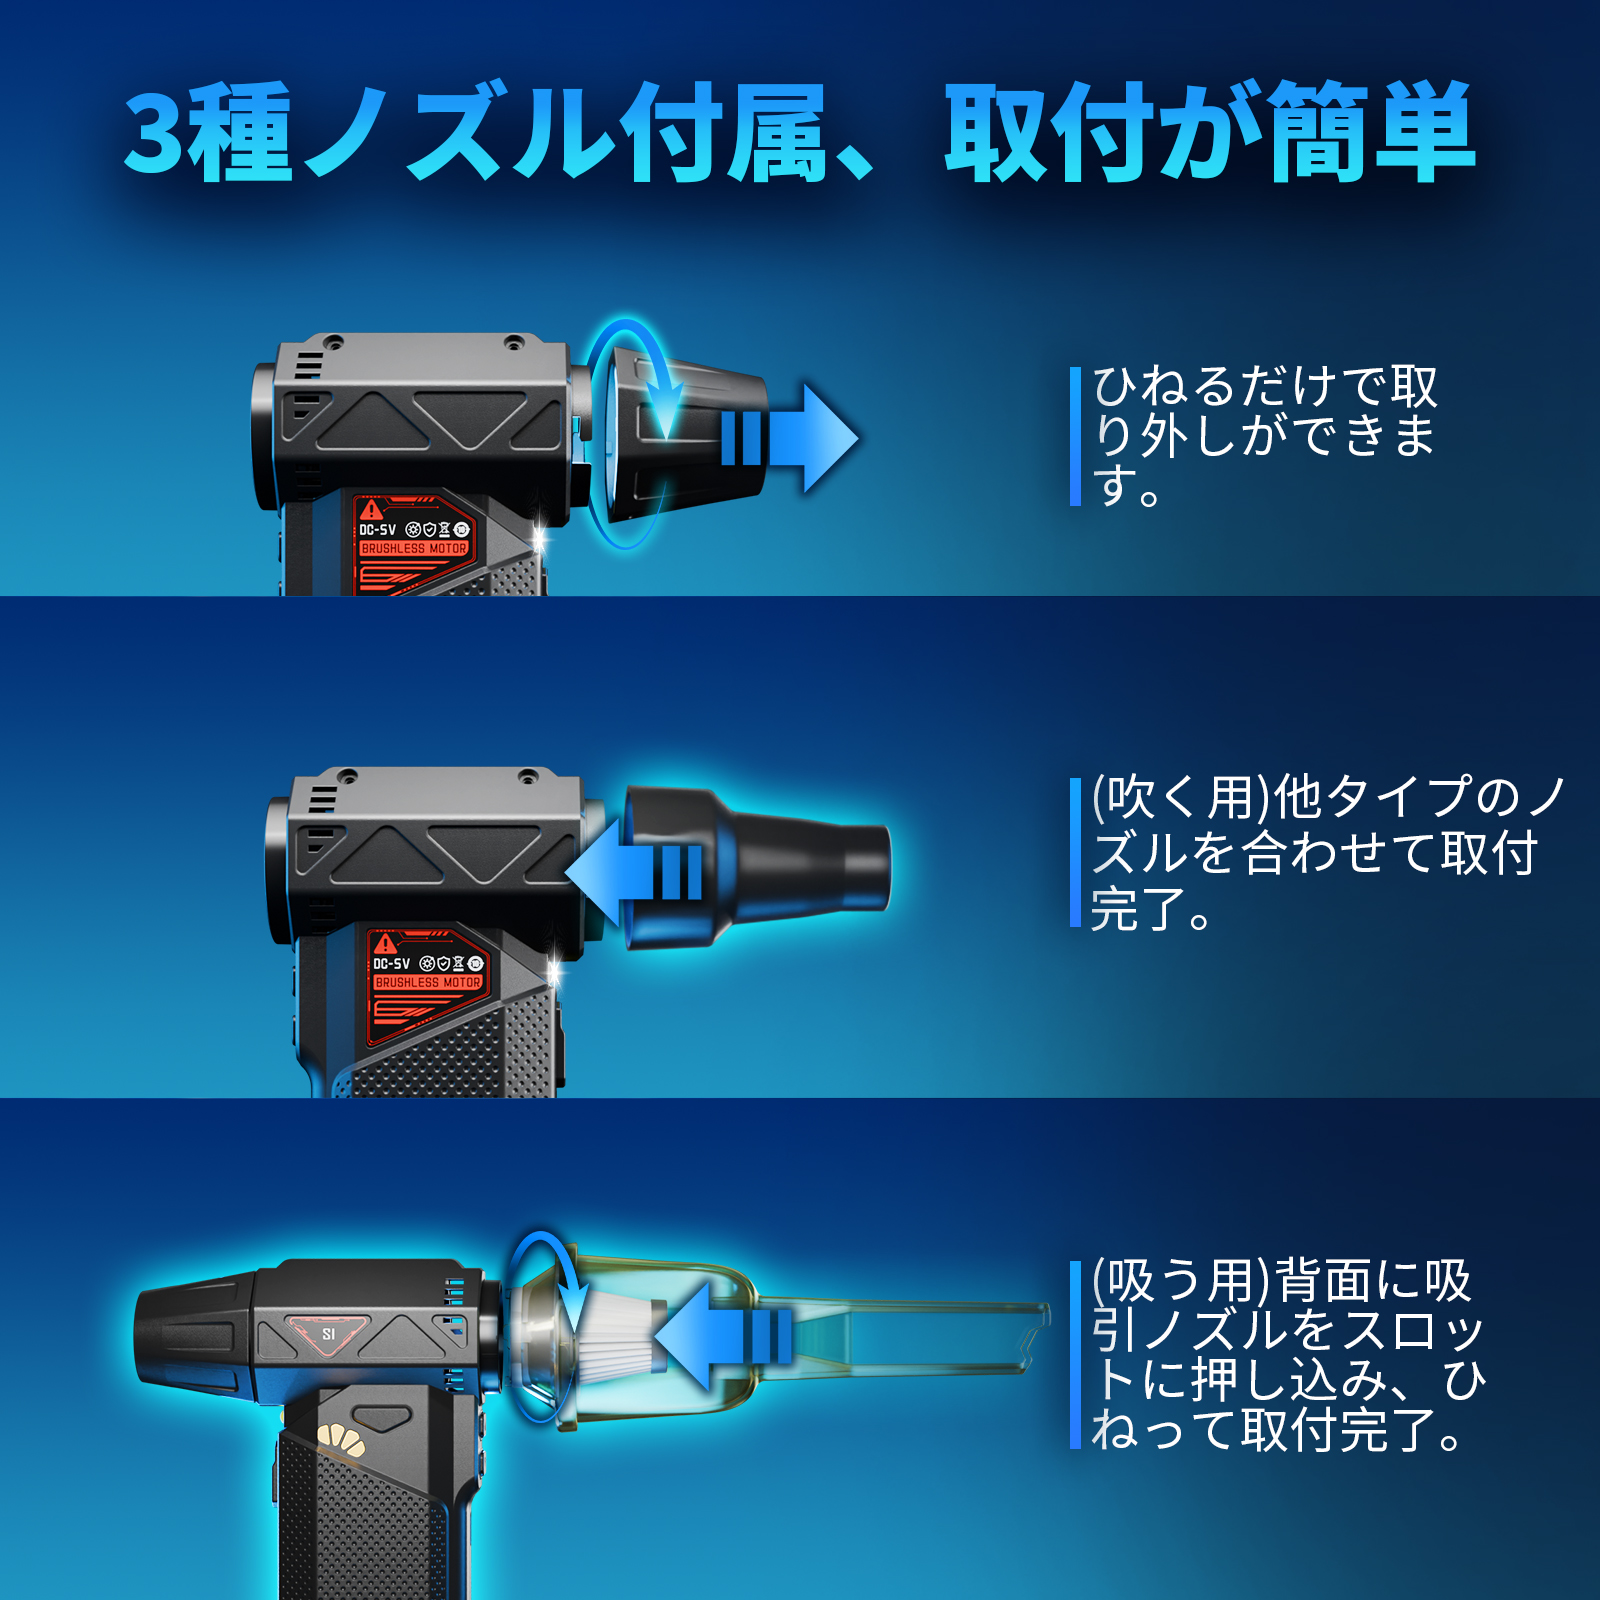 3種ノズル付属、取付が簡単
ひねるだけで取
り外しができま
す。
DC-5V
BRUSHLESS MOTOR
(吹く用)他タイプのノ
ズルを合わせて取付
完了。
DC-5V
BRUSHLESS MOTOR
(吸う用)背面に吸
引ノズルをスロッ
トに押し込み、ひ
ねって取付完了。
S1